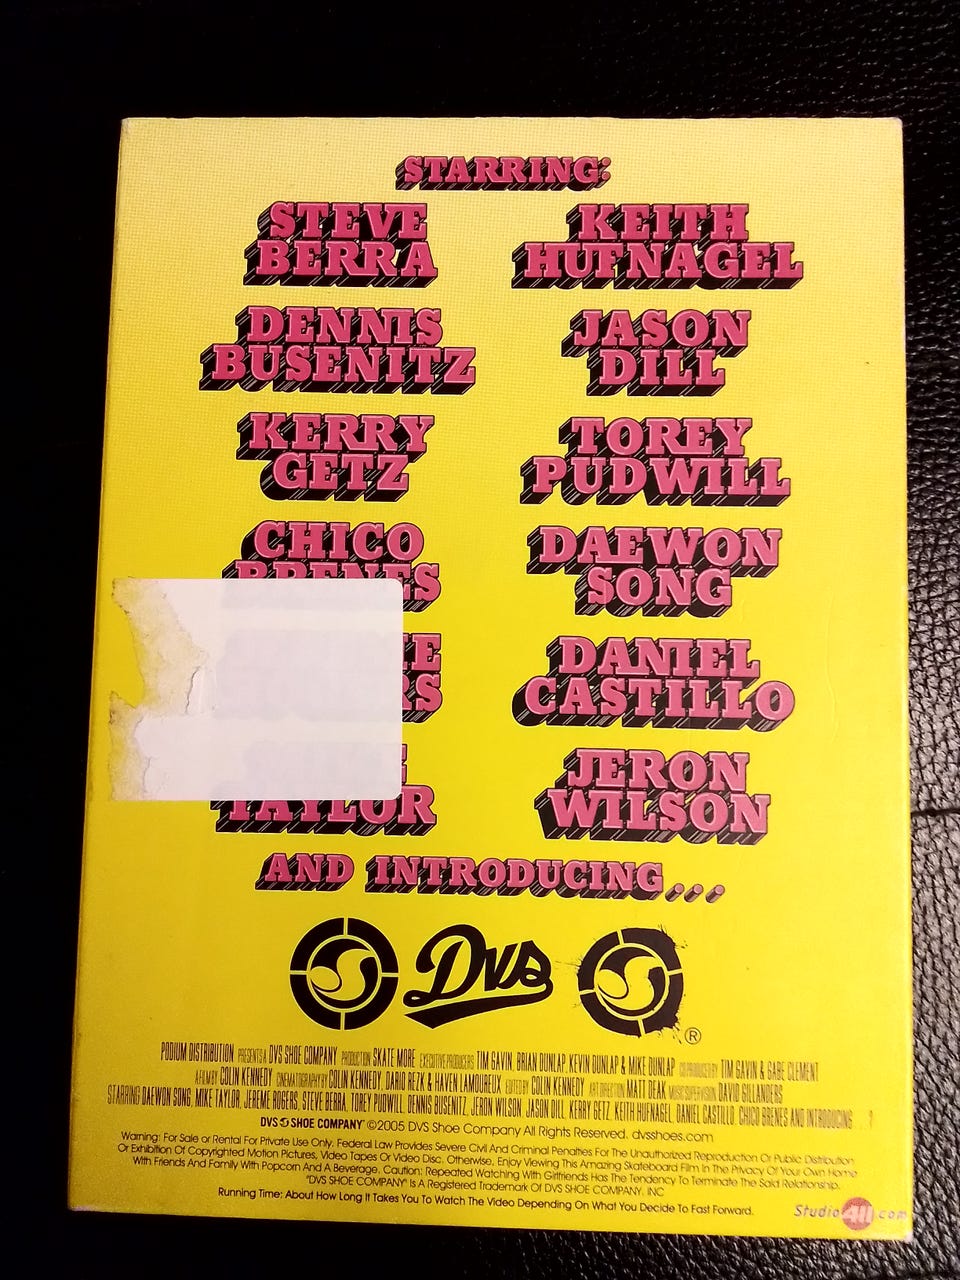 STARRING:
STEVE BERRA
KEITH HUFNAGEL
DENNIS BUSENITZ
JASON DILL
KERRY GETZ
TOREY PUDWILL
CHICO BRENES
DAEWON SONG
DANIEL CASTILLO
TAYLOR
JERON WILSON
AND INTRODUCING...
Dvs
®
PODIUM DISTRIBUTION PRESENTS A DVS SHOE COMPANY PRODUCTION SKATE MORE EXECUTIVE PRODUCERS TIM GAVIN, BRIAN DUNLAP, KEVIN DUNLAP & MIKE DUNLAP CO PRODUCED BY TIM GAVIN & GABE CLEMENT
A FILM BY COLIN KENNEDY CINEMATOGRAPHY BY COLIN KENNEDY, DARIO REZK & HAVEN LAMOUREUX EDITED BY COLIN KENNEDY ART DIRECTION MATT DEAK MUSIC SUPERVISION DAVID SILLANDERS
STARRING DAEWON SONG, MIKE TAYLOR, JEREME ROGERS, STEVE BERRA, TOREY PUDWILL, DENNIS BUSENITZ, JERON WILSON, JASON DILL, KERRY GETZ, KEITH HUFNAGEL, DANIEL CASTILLO, CHICO BRENES AND INTRODUCING . . . ?
DVS SHOE COMPANY ©2005 DVS Shoe Company All Rights Reserved. dvsshoes.com
Warning: For Sale or Rental For Private Use Only. Federal Law Provides Severe Civil And Criminal Penalties For The Unauthorized Reproduction Or Public Distribution
Or Exhibition Of Copyrighted Motion Pictures, Video Tapes Or Video Disc. Otherwise, Enjoy Viewing This Amazing Skateboard Film In The Privacy Of Your Own Home
With Friends And Family With Popcorn And A Beverage. Caution: Repeated Watching With Girlfriends Has The Tendency To Terminate The Said Relationship.
"DVS SHOE COMPANY" Is A Registered Trademark Of DVS SHOE COMPANY. INC
Running Time: About How Long It Takes You To Watch The Video Depending On What You Decide To Fast Forward.
Studio411.com